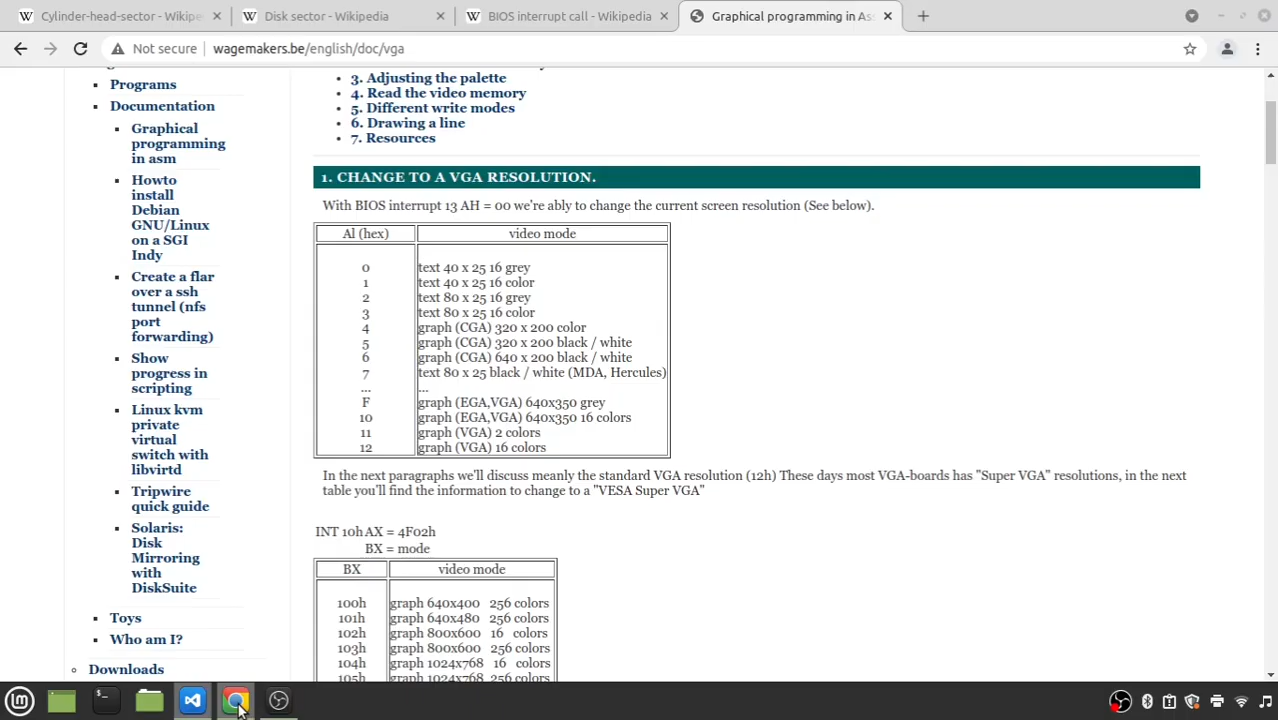 Cylinder-head-sector - Wikipe
Disk sector - Wikipedia
BIOS interrupt call - Wikipedia
Graphical programming in Ass
Not secure
wagemakers.be/english/doc/vga
Programs
Documentation
Graphical
programming
in asm
Howto
install
Debian
GNU/Linux
on a SGI
Indy
Create a flar
over a ssh
tunnel (nfs
port
forwarding)
Show
progress in
scripting
Linux kvm
private
virtual
switch with
libvirtd
Tripwire
quick guide
Solaris:
Disk
Mirroring
with
DiskSuite
Toys
Who am I?
Downloads
3. Adjusting the palette
4. Read the video memory
5. Different write modes
6. Drawing a line
7. Resources
1. CHANGE TO A VGA RESOLUTION.
With BIOS interrupt 13 AH = 00 we're ably to change the current screen resolution (See below).
Al (hex) video mode
0 text 40 x 25 16 grey
1 text 40 x 25 16 color
2 text 80 x 25 16 grey
3 text 80 x 25 16 color
4 graph (CGA) 320 x 200 color
5 graph (CGA) 320 x 200 black / white
6 graph (CGA) 640 x 200 black / white
7 text 80 x 25 black / white (MDA, Hercules)
... ...
F graph (EGA,VGA) 640x350 grey
10 graph (EGA,VGA) 640x350 16 colors
11 graph (VGA) 2 colors
12 graph (VGA) 16 colors
In the next paragraphs we'll discuss meanly the standard VGA resolution (12h) These days most VGA-boards has "Super VGA" resolutions, in the next
table you'll find the information to change to a "VESA Super VGA"
INT 10h AX = 4F02h
BX = mode
BX video mode
100h graph 640x400 256 colors
101h graph 640x480 256 colors
102h graph 800x600 16 colors
103h graph 800x600 256 colors
104h graph 1024x768 16 colors
105h graph 1024x768 256 colors